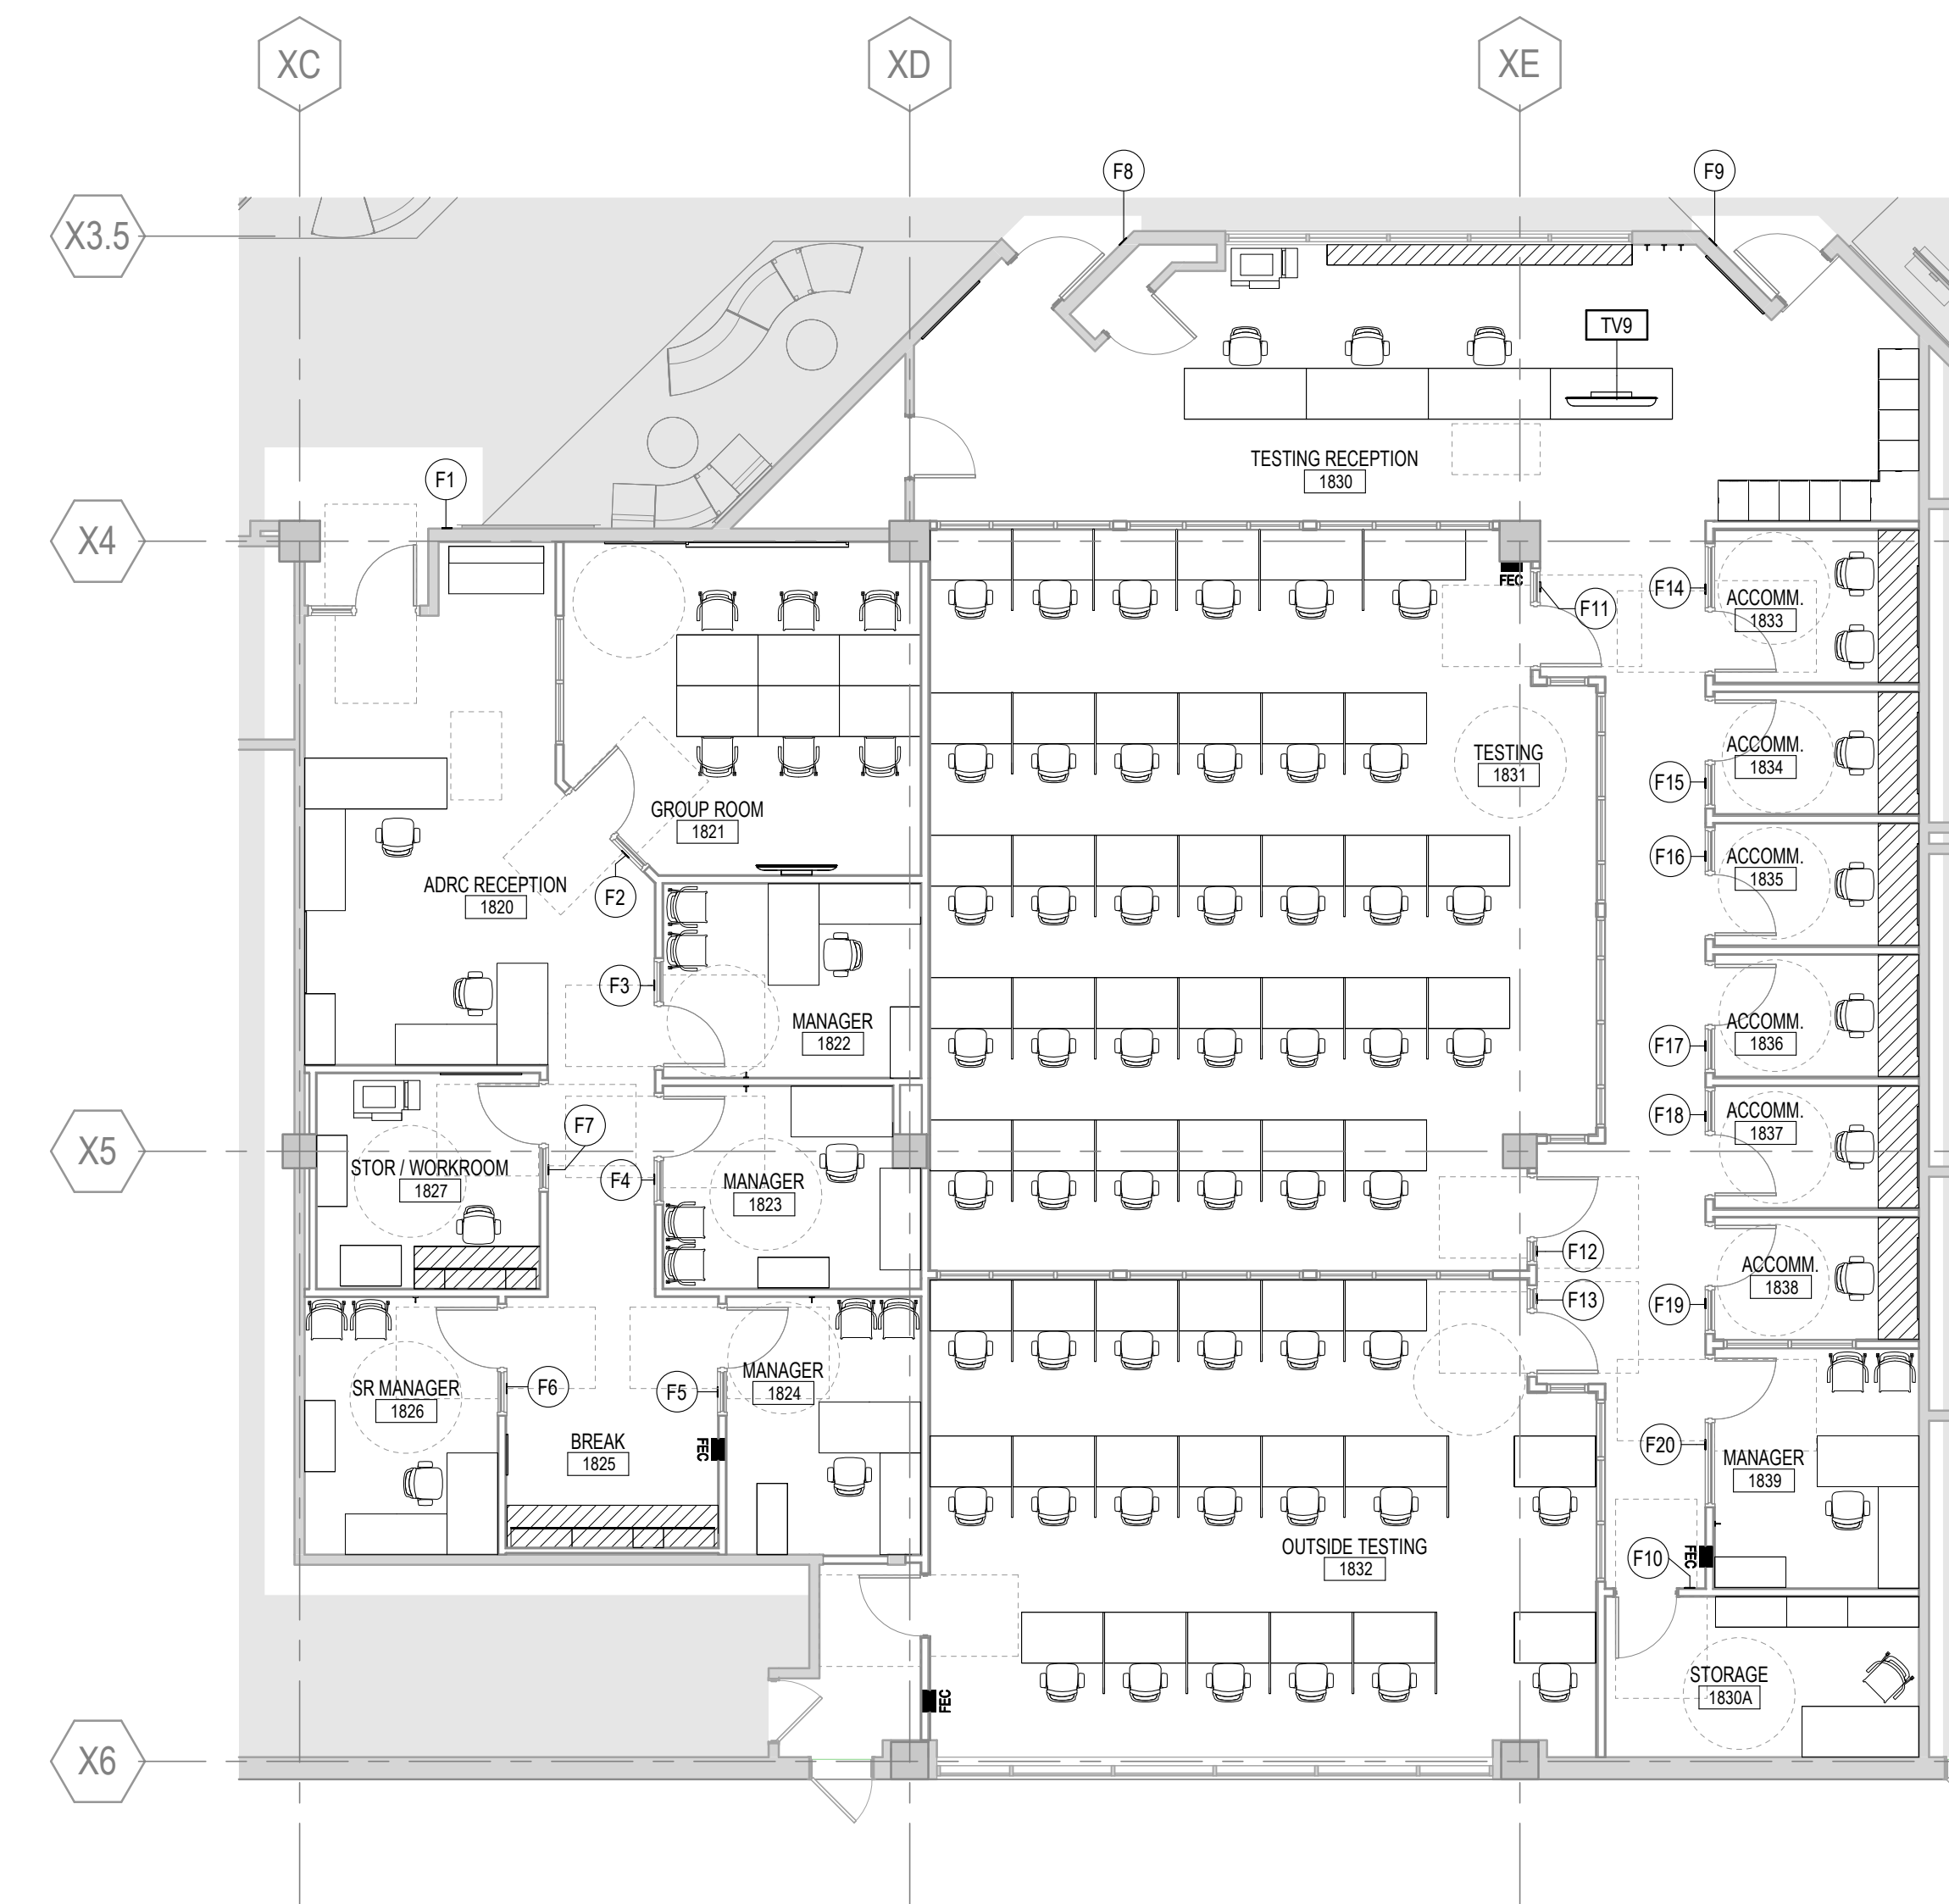 XC
XD
XE
F8
F9
X3.5
TV9
TESTING RECEPTION
1830
F1
X4
FEC
F11
F14
ACCOMM.
1833
TESTING
1831
ACCOMM.
1834
F15
GROUP ROOM
1821
F2
ADRC RECEPTION
1820
F16
ACCOMM.
1835
F3
MANAGER
1822
F17
ACCOMM.
1836
F7
F18
ACCOMM.
1837
X5
STOR / WORKROOM
1827
F4
MANAGER
1823
F12
F13
ACCOMM.
1838
F19
SR MANAGER
1826
F6
F5
MANAGER
1824
BREAK
1825
FEC
F20
MANAGER
1839
OUTSIDE TESTING
1832
F10
FEC
STORAGE
1830A
FEC
X6